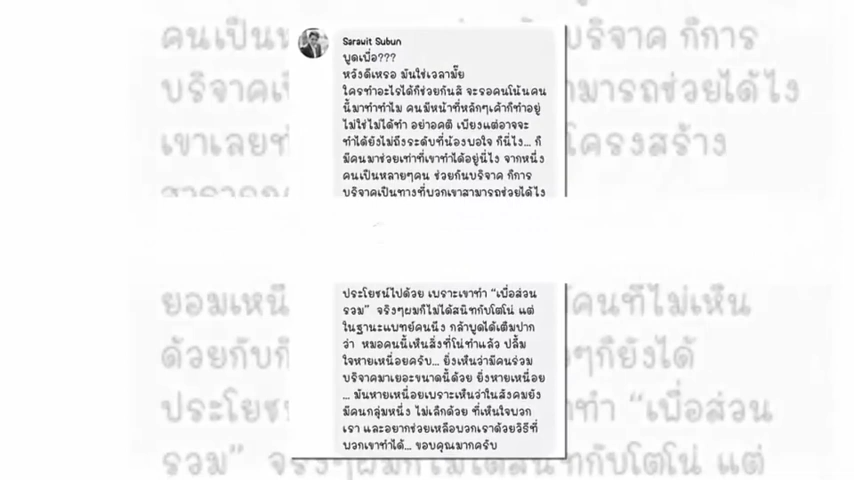 Sarawit Subun
พูดเพื่อ???
หวังดีเหรอ มันใช่เวลามั๊ย
ใครทำอะไรได้ก็ช่วยกันสิ จะรอคนโน้นคน
นี้มาทำทำไม คนมีหน้าที่หลักๆเค้าก็ทำอยู่
ไม่ใช่ไม่ได้ทำ อย่าอคติ เพียงแต่อาจจะ
ทำได้ยังไม่ถึงระดับที่น้องพอใจ ก็นี่ไง... ก็
มีคนมาช่วยเท่าที่เขาทำได้อยู่นี่ไง จากหนึ่ง
คนเป็นหลายๆคน ช่วยกันบริจาค ก็การ
บริจาคเป็นทางที่พวกเขาสามารถช่วยได้ไง
ประโยชน์ไปด้วย เพราะเขาทำ “เพื่อส่วน
รวม” จริงๆผมก็ไม่ได้สนิทกับโตโน่ แต่
ในฐานะแพทย์คนนึง กล้าพูดได้เต็มปาก
ว่า หมอคนนี้เห็นสิ่งที่โน่ทำแล้ว ปลื้ม
ใจหายเหนื่อยครับ... ยิ่งเห็นว่ามีคนร่วม
บริจาคมาเยอะขนาดนี้ด้วย ยิ่งหายเหนื่อย
... มันหายเหนื่อยเพราะเห็นว่าในสังคมยัง
มีคนกลุ่มหนึ่ง ไม่เล็กด้วย ที่เห็นใจพวก
เรา และอยากช่วยเหลือพวกเราด้วยวิธีที่
พวกเขาทำได้... ขอบคุณมากครับ